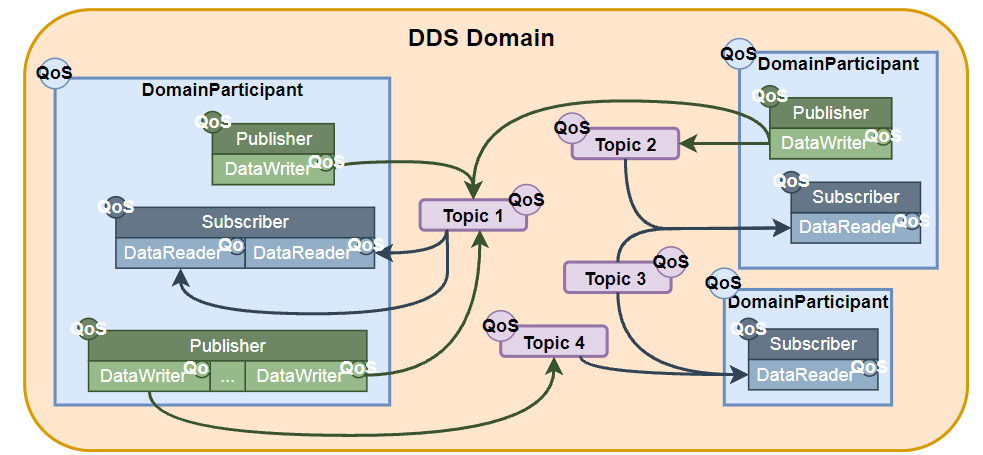 DDS Domain
QoS
DomainParticipant
QoS
Publisher
DataWriter
QoS
QoS
Subscriber
DataReader
Qo
DataReader
QoS
QoS
Publisher
DataWriter
Qo
...
DataWriter
QoS
Topic 1
QoS
QoS
Topic 2
Topic 3
QoS
QoS
Topic 4
QoS
DomainParticipant
QoS
Publisher
DataWriter
QoS
QoS
Subscriber
DataReader
QoS
QoS
DomainParticipant
QoS
Subscriber
DataReader
QoS